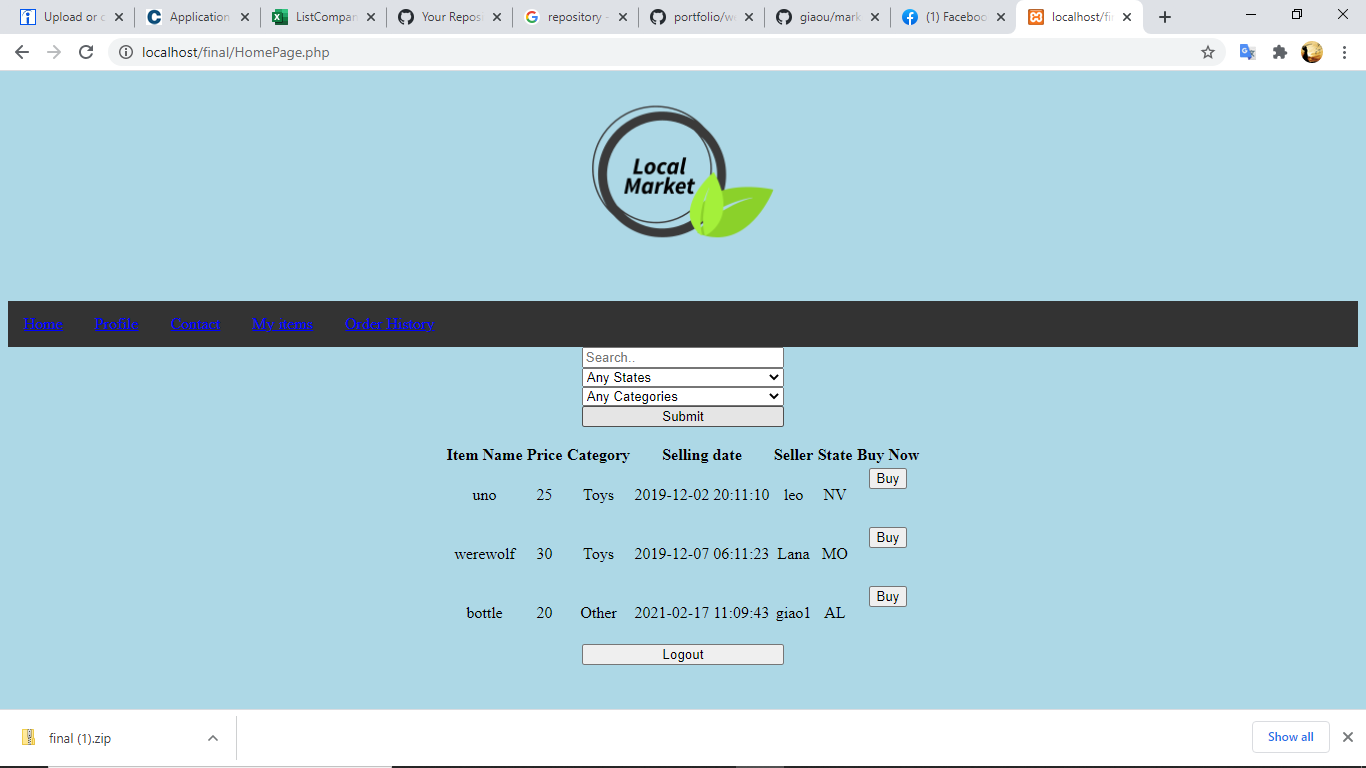 Upload or c
Application
ListCompan
Your Repos
repository -
portfolio/we
giaou/mark
(1) Faceboo
localhost/fi
localhost/final/HomePage.php
Local
Market
Home Profile Contact My items Order History
Search..
Any States
Any Categories
Submit
Item Name Price Category Selling date Seller State Buy Now
uno 25 Toys 2019-12-02 20:11:10 leo NV Buy
werewolf 30 Toys 2019-12-07 06:11:23 Lana MO Buy
bottle 20 Other 2021-02-17 11:09:43 giao1 AL Buy
Logout
final (1).zip
Show all